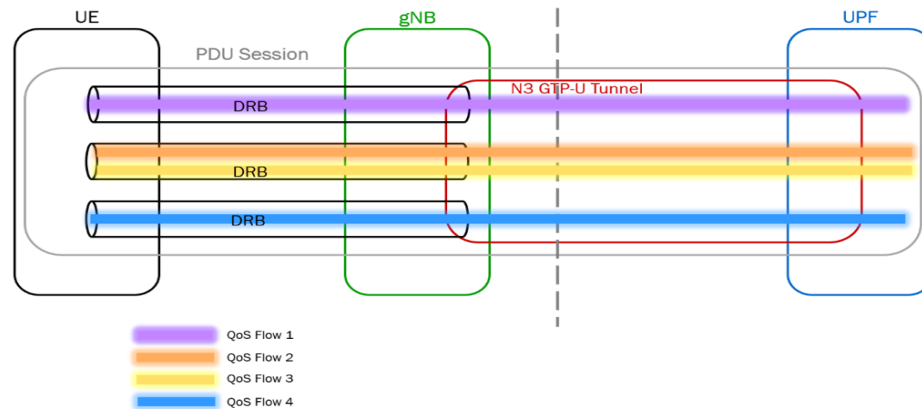 UE
gNB
UPF
PDU Session
N3 GTP-U Tunnel
DRB
DRB
DRB
QoS Flow 1
QoS Flow 2
QoS Flow 3
QoS Flow 4